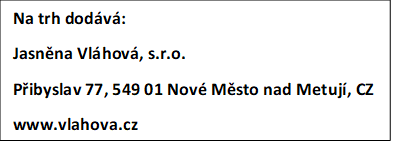 Na trh dodává:
Jasněna Vláhová, s.r.o.
Přibyslav 77, 549 01 Nové Město nad Metují, CZ
www.vlahova.cz